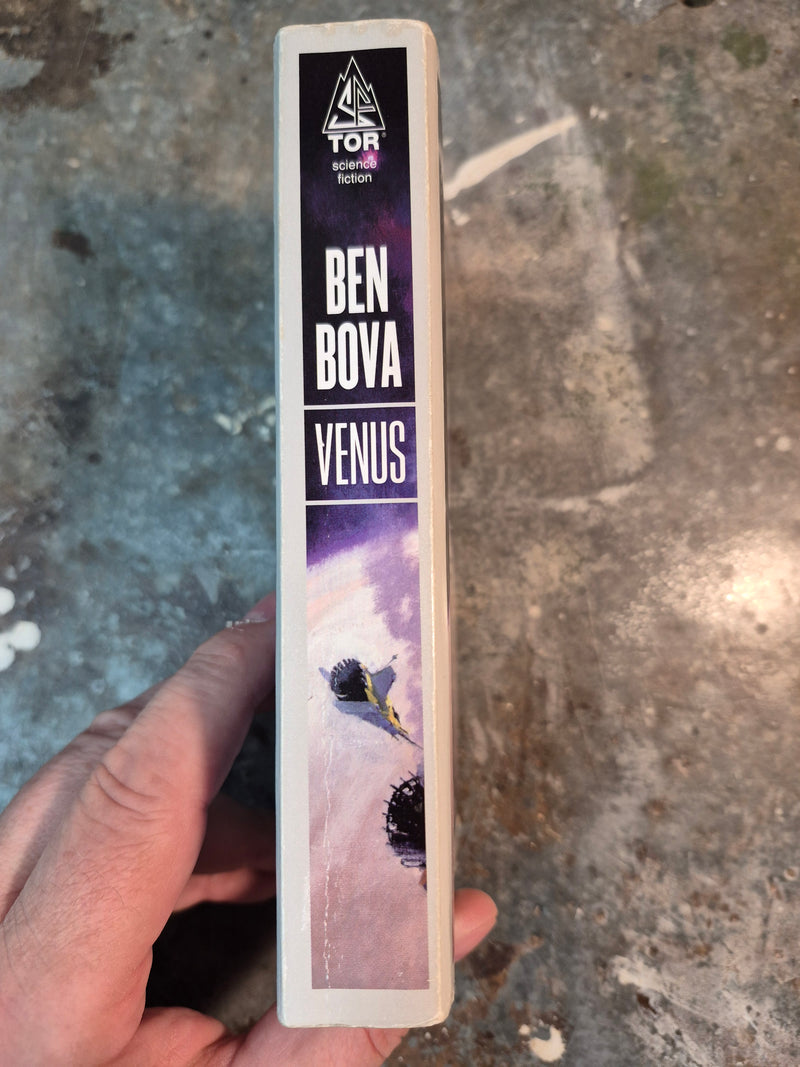 SF
TOR®
science
fiction
BEN
BOVA
VENUS